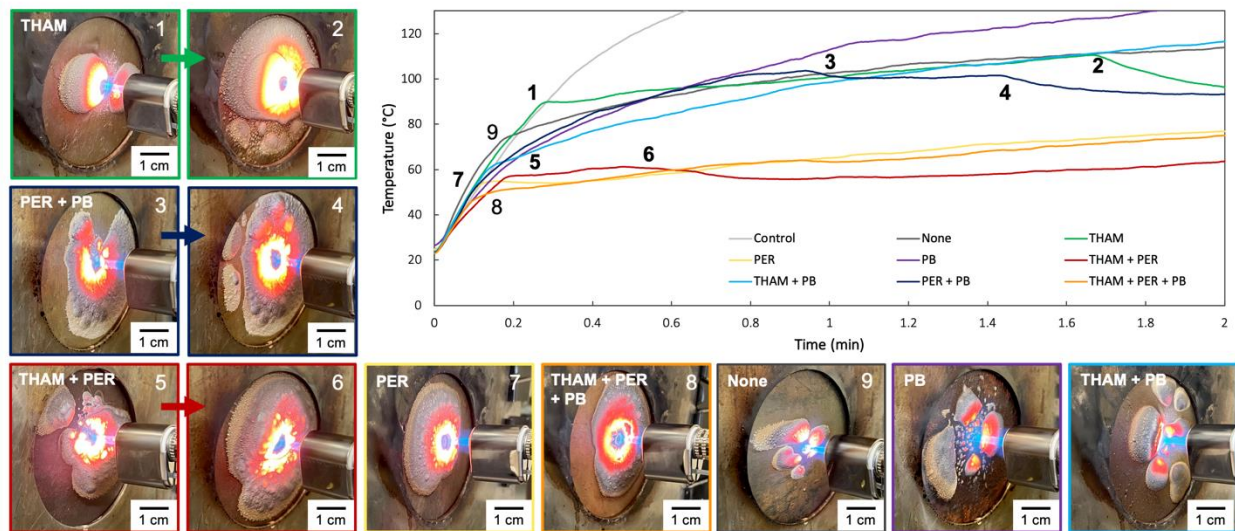 THAM
1
2
1 cm
1 cm
PER + PB
3
4
1 cm
1 cm
THAM + PER
5
6
1 cm
1 cm
120
100
80
60
40
20
0
Temperature (°C)
0
0.2
0.4
0.6
0.8
1
1.2
1.4
1.6
1.8
2
Time (min)
1
2
3
4
5
6
7
8
9
Control
None
THAM
PER
PB
THAM + PER
THAM + PB
PER + PB
THAM + PER + PB
PER
7
1 cm
THAM + PER
+ PB
8
1 cm
None
9
1 cm
PB
1 cm
THAM + PB
1 cm